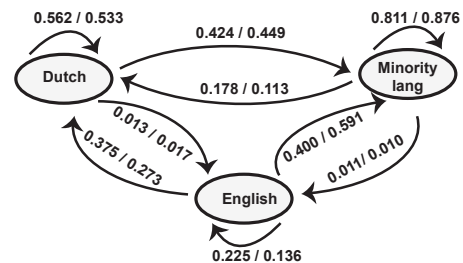 0.562 / 0.533
0.424 / 0.449
0.811 / 0.876
Dutch
Minority
lang
0.178 / 0.113
0.013 / 0.017
0.375 / 0.273
0.400 / 0.591
0.011/ 0.010
English
0.225 / 0.136